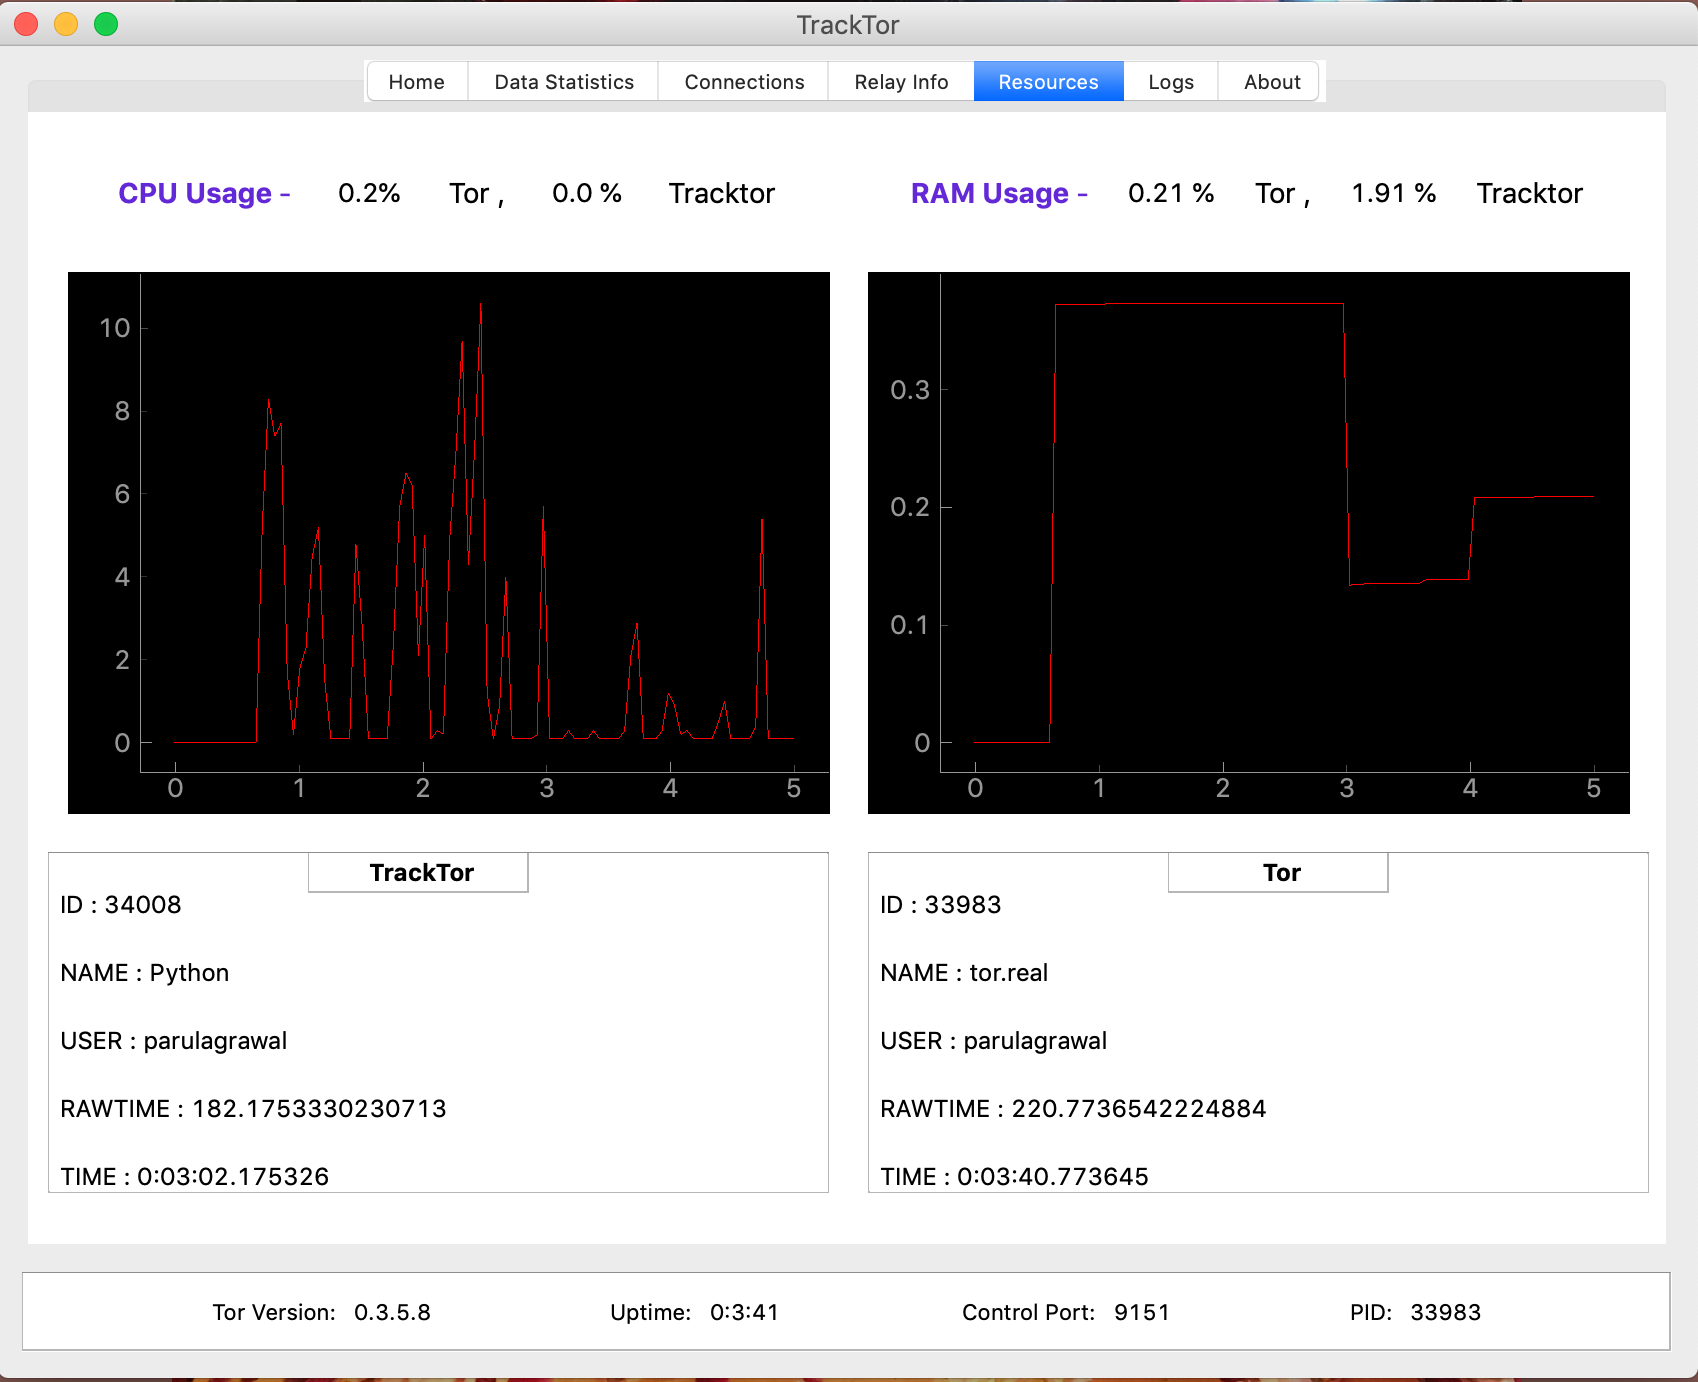 TrackTor
Home Data Statistics Connections Relay Info Resources Logs About
CPU Usage - 0.2% Tor , 0.0 % Tracktor
RAM Usage - 0.21 % Tor , 1.91 % Tracktor
10
8
6
4
2
0
0 1 2 3 4 5
0.3
0.2
0.1
0
0 1 2 3 4 5
TrackTor
ID : 34008
NAME : Python
USER : parulagrawal
RAWTIME : 182.1753330230713
TIME : 0:03:02.175326
Tor
ID : 33983
NAME : tor.real
USER : parulagrawal
RAWTIME : 220.7736542224884
TIME : 0:03:40.773645
Tor Version: 0.3.5.8 Uptime: 0:3:41 Control Port: 9151 PID: 33983